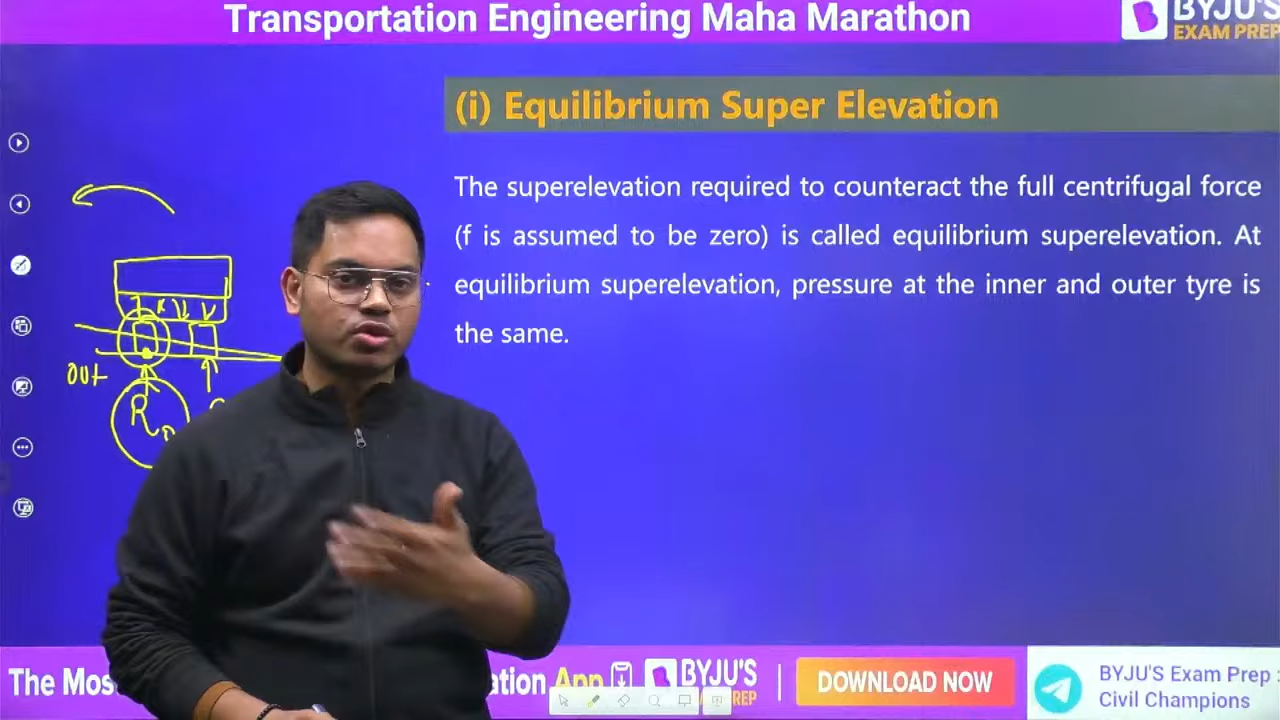 Transportation Engineering Maha Marathon
BYJU'S
EXAM PREP
(i) Equilibrium Super Elevation
The superelevation required to counteract the full centrifugal force
(f is assumed to be zero) is called equilibrium superelevation. At
equilibrium superelevation, pressure at the inner and outer tyre is
the same.
out
R
The Mos
ation App
BYJU'S
PREP
DOWNLOAD NOW
BYJU'S Exam Prep :
Civil Champions